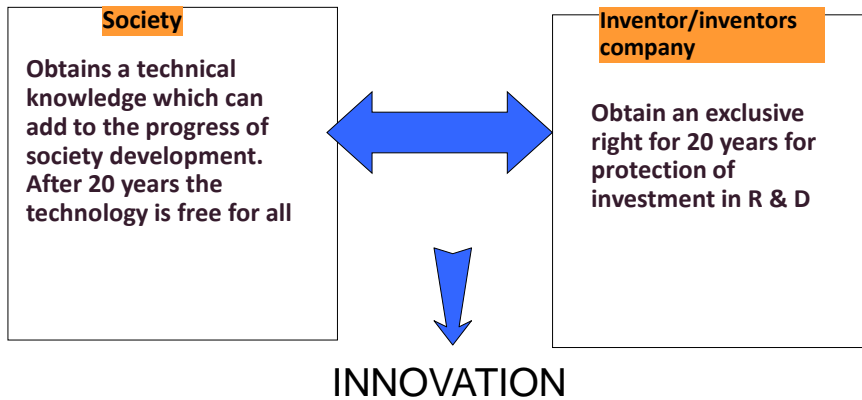 Society
Obtains a technical
knowledge which can
add to the progress of
society development.
After 20 years the
technology is free for all
Inventor/inventors
company
Obtain an exclusive
right for 20 years for
protection of
investment in R & D
INNOVATION